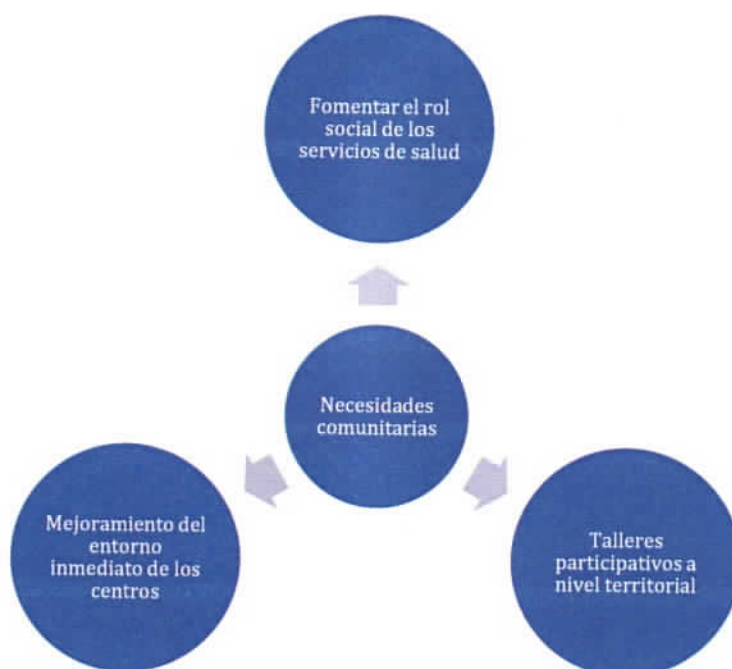 Fomentar el rol
social de los
servicios de salud
Necesidades
comunitarias
Mejoramiento del
entorno
inmediato de los
centros
Talleres
participativos a
nivel territorial